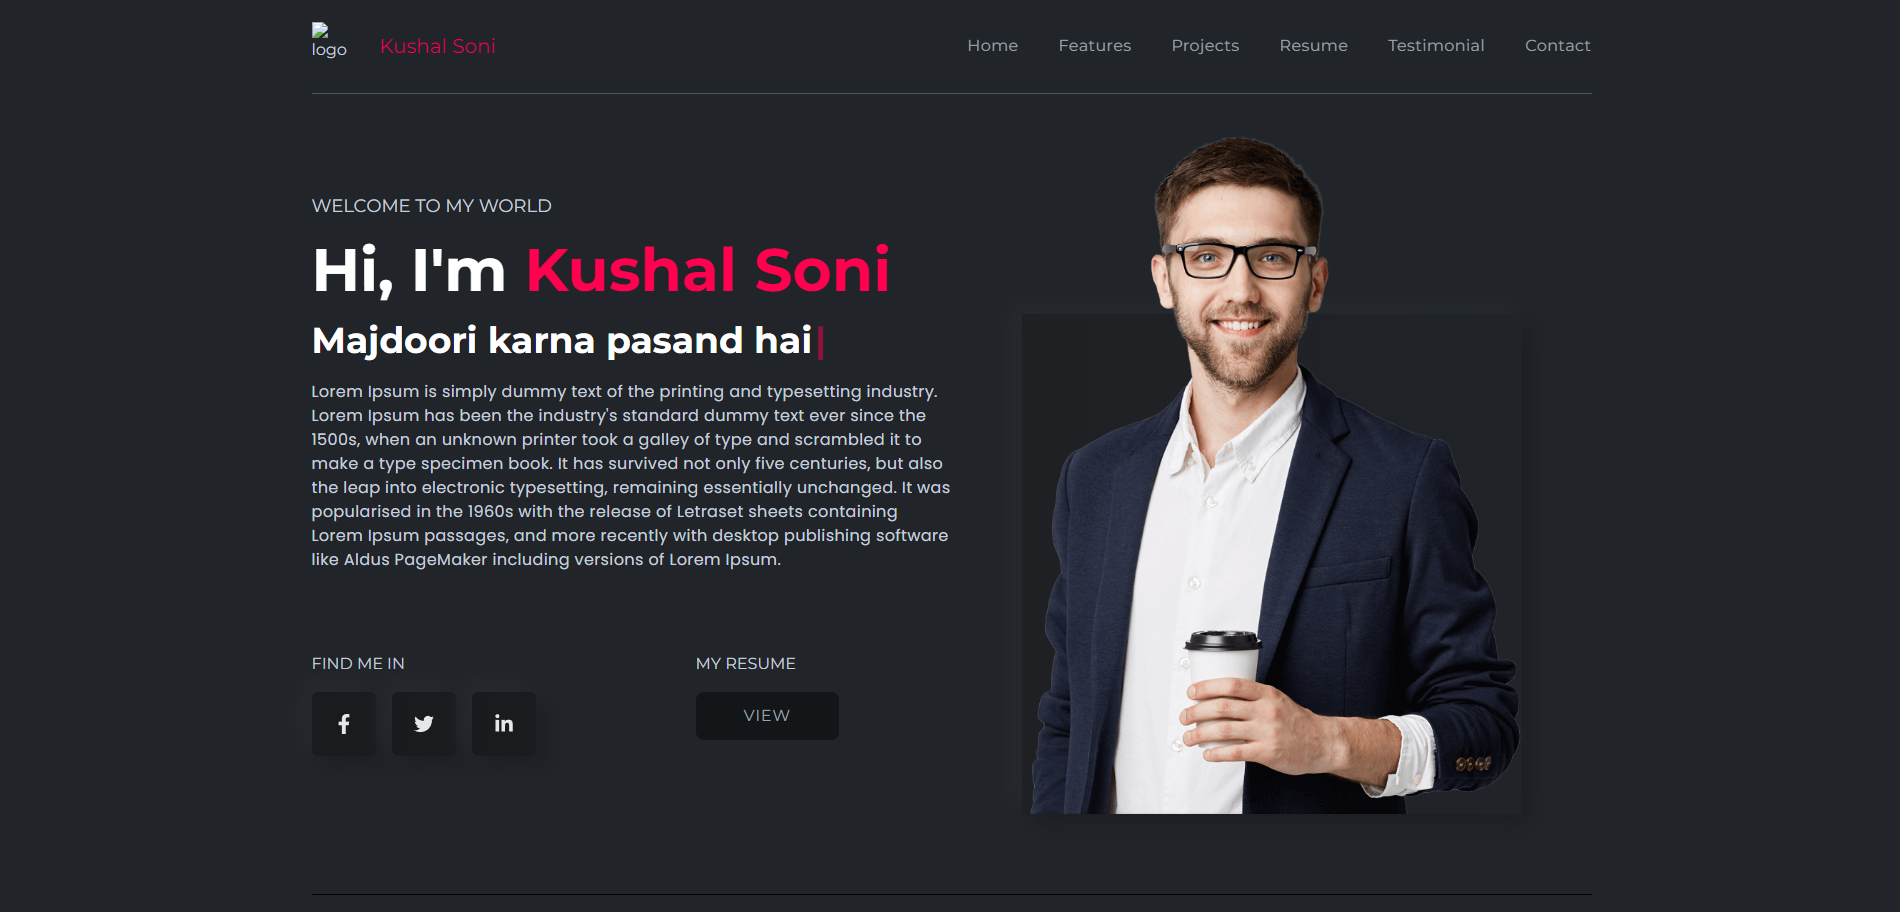 logo
Kushal Soni
Home Features Projects Resume Testimonial Contact
WELCOME TO MY WORLD
Hi, I'm Kushal Soni
Majdoori karna pasand hai|
Lorem Ipsum is simply dummy text of the printing and typesetting industry.
Lorem Ipsum has been the industry's standard dummy text ever since the
1500s, when an unknown printer took a galley of type and scrambled it to
make a type specimen book. It has survived not only five centuries, but also
the leap into electronic typesetting, remaining essentially unchanged. It was
popularised in the 1960s with the release of Letraset sheets containing
Lorem Ipsum passages, and more recently with desktop publishing software
like Aldus PageMaker including versions of Lorem Ipsum.
FIND ME IN
MY RESUME
VIEW